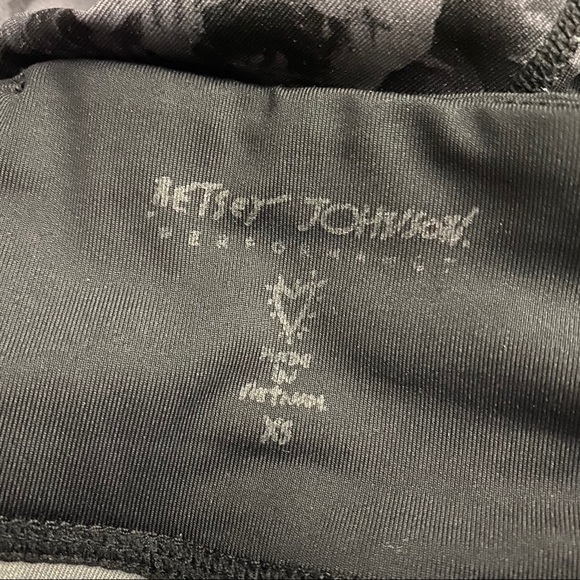 BETSEY JOHNSON.
PERFORMANCE
MADE
IN
VIETNAM
XS